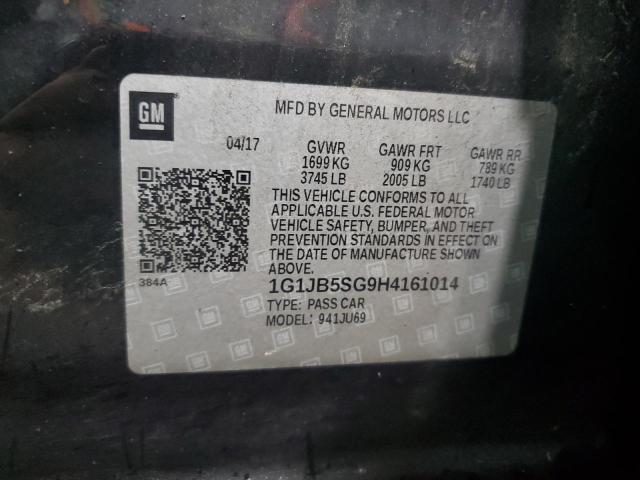 GM
MFD BY GENERAL MOTORS LLC
04/17 GVWR GAWR FRT GAWR RR
1699 KG 909 KG 789 KG
3745 LB 2005 LB 1740 LB
THIS VEHICLE CONFORMS TO ALL
APPLICABLE U.S. FEDERAL MOTOR
VEHICLE SAFETY, BUMPER, AND THEFT
PREVENTION STANDARDS IN EFFECT ON
THE DATE OF MANUFACTURE SHOWN
ABOVE.
384A
1G1JB5SG9H4161014
TYPE: PASS CAR
MODEL: 941JU69